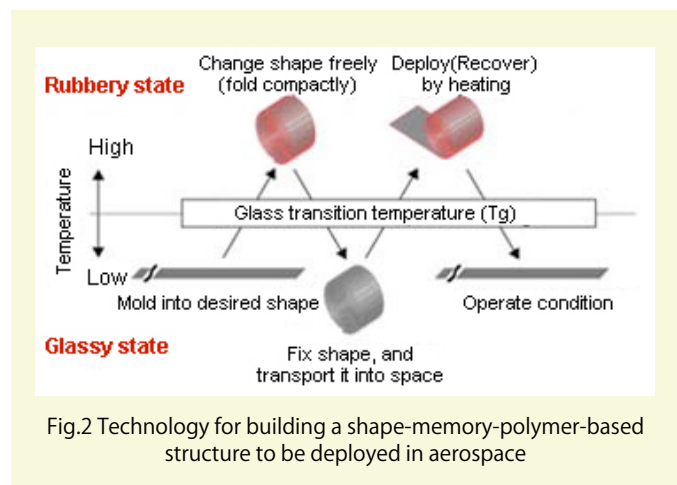 Change shape freely
(fold compactly)
Deploy(Recover)
by heating
Rubbery state
High
Temperature
Glass transition temperature (Tg)
Low
Mold into desired shape
Operate condition
Glassy state
Fix shape, and
transport it into space
Fig.2 Technology for building a shape-memory-polymer-based
structure to be deployed in aerospace